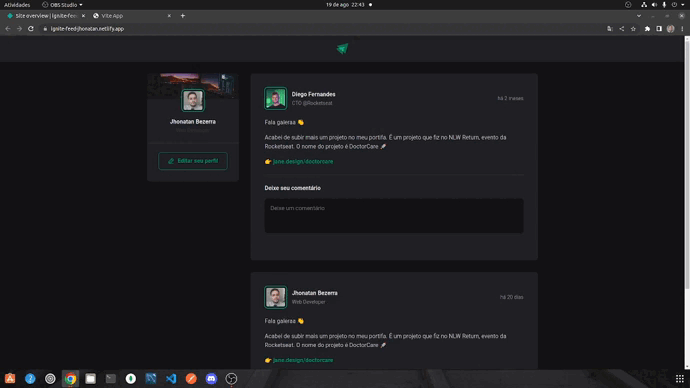 Atividades
OBS Studio
19 de ago 22:43
Site overview | Ignite-feed-
Vite App
ignite-feed-jhonatan.netlify.app
Jhonatan Bezerra
Editar seu perfil
Diego Fernandes
CTO @Rocketseat
há 2 meses
Fala galeraa 👋
Acabei de subir mais um projeto no meu portifa. É um projeto que fiz no NLW Return, evento da
Rocketseat. O nome do projeto é DoctorCare 🚀
👉 jane.design/doctorcare
Deixe seu comentário
Deixe um comentário
Jhonatan Bezerra
Web Developer
há 20 dias
Fala galeraa 👋
Acabei de subir mais um projeto no meu portifa. É um projeto que fiz no NLW Return, evento da
Rocketseat. O nome do projeto é DoctorCare 🚀
👉 jane.design/doctorcare